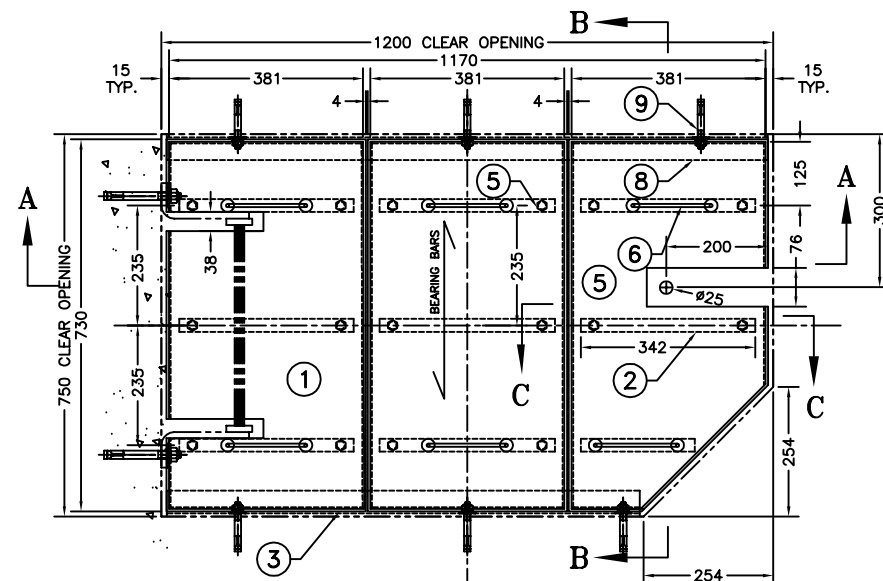 B
1200 CLEAR OPENING
1170
15
TYP.
381
381
381
15
TYP.
4
4
9
A
5
8
125
A
300
6
200
76
235
38
BEARING BARS
235
5
ø25
750 CLEAR OPENING
730
342
1
2
235
C
C
254
3
B
254